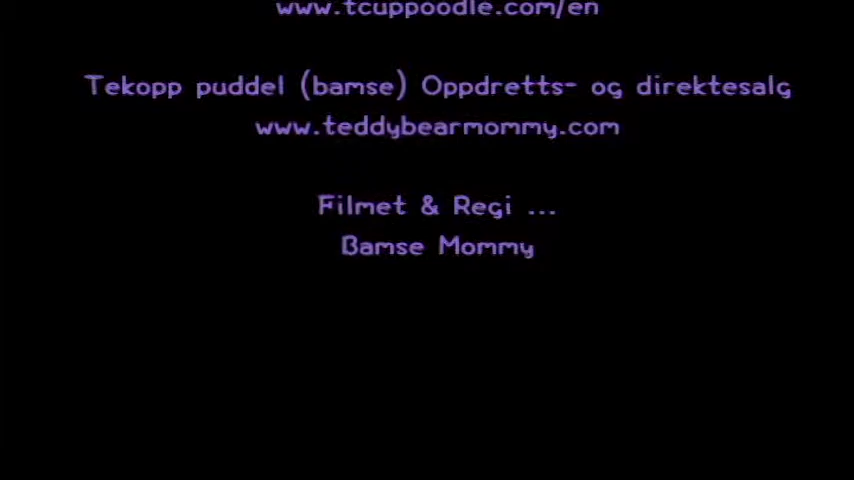 www.tcuppoodle.com/en
Tekopp puddel (bamse) Oppdretts- og direktesalg
www.teddybearmommy.com
Filmet & Regi ...
Bamse Mommy